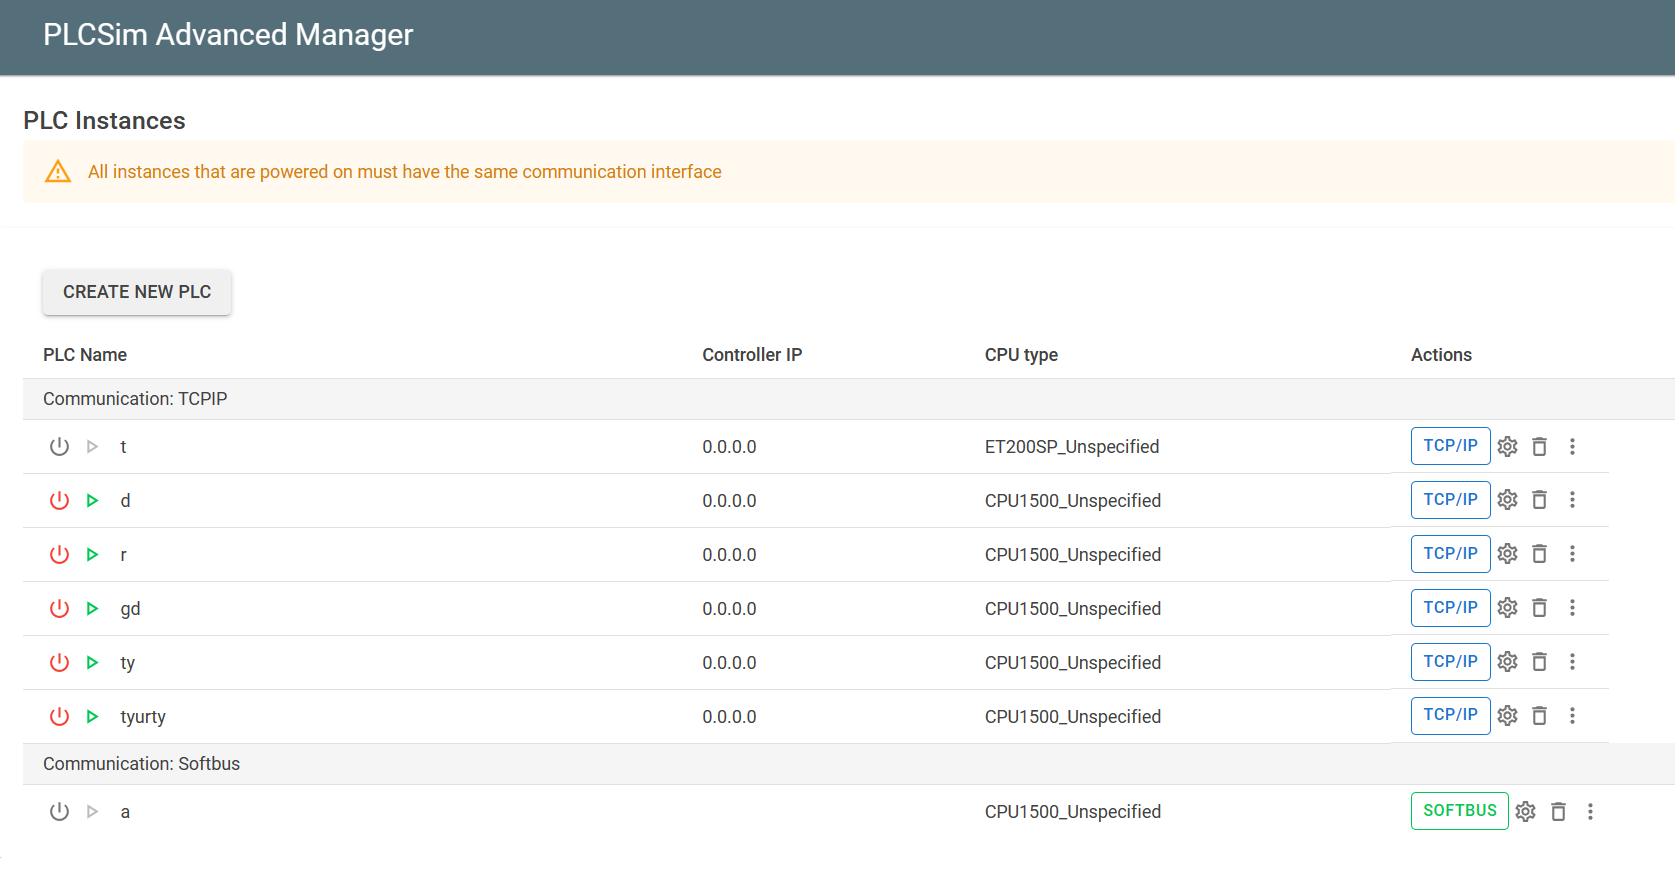 PLCSim Advanced Manager
PLC Instances
All instances that are powered on must have the same communication interface
CREATE NEW PLC
PLC Name Controller IP CPU type Actions
Communication: TCPIP
t 0.0.0.0 ET200SP_Unspecified TCP/IP
d 0.0.0.0 CPU1500_Unspecified TCP/IP
r 0.0.0.0 CPU1500_Unspecified TCP/IP
gd 0.0.0.0 CPU1500_Unspecified TCP/IP
ty 0.0.0.0 CPU1500_Unspecified TCP/IP
tyurty 0.0.0.0 CPU1500_Unspecified TCP/IP
Communication: Softbus
a CPU1500_Unspecified SOFTBUS